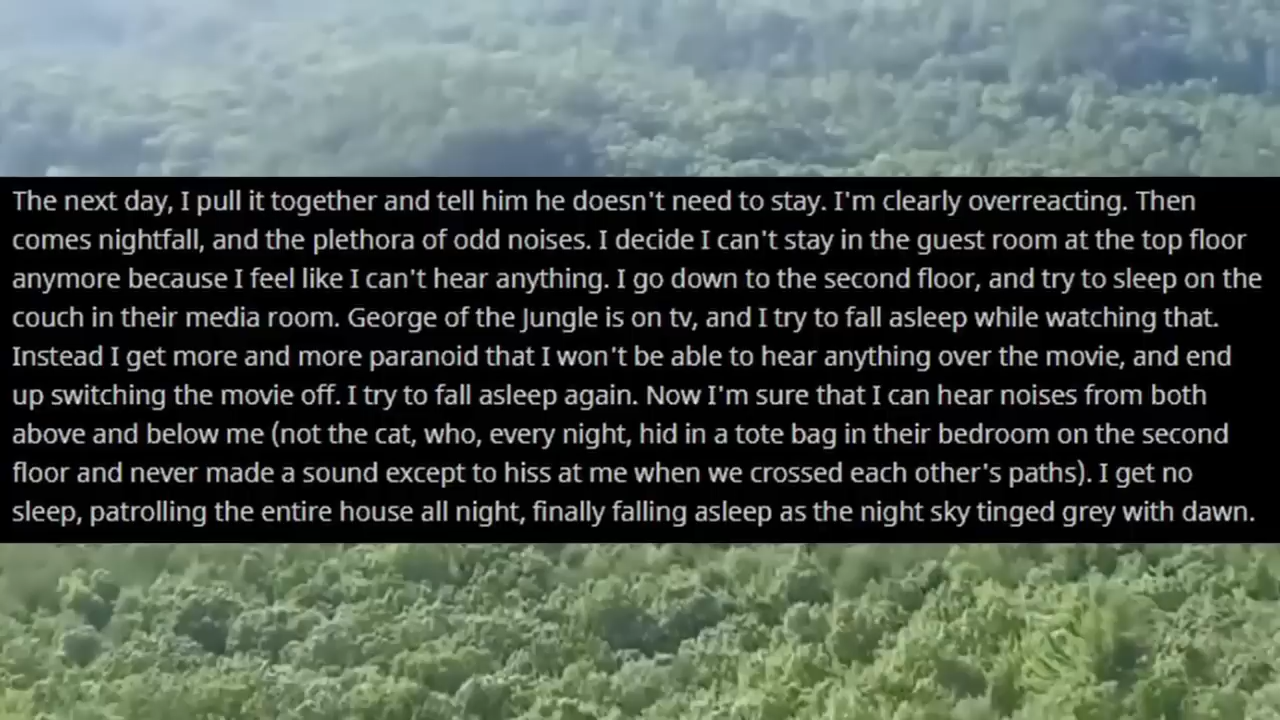 The next day, I pull it together and tell him he doesn't need to stay. I'm clearly overreacting. Then
comes nightfall, and the plethora of odd noises. I decide I can't stay in the guest room at the top floor
anymore because I feel like I can't hear anything. I go down to the second floor, and try to sleep on the
couch in their media room. George of the Jungle is on tv, and I try to fall asleep while watching that.
Instead I get more and more paranoid that I won't be able to hear anything over the movie, and end
up switching the movie off. I try to fall asleep again. Now I'm sure that I can hear noises from both
above and below me (not the cat, who, every night, hid in a tote bag in their bedroom on the second
floor and never made a sound except to hiss at me when we crossed each other's paths). I get no
sleep, patrolling the entire house all night, finally falling asleep as the night sky tinged grey with dawn.